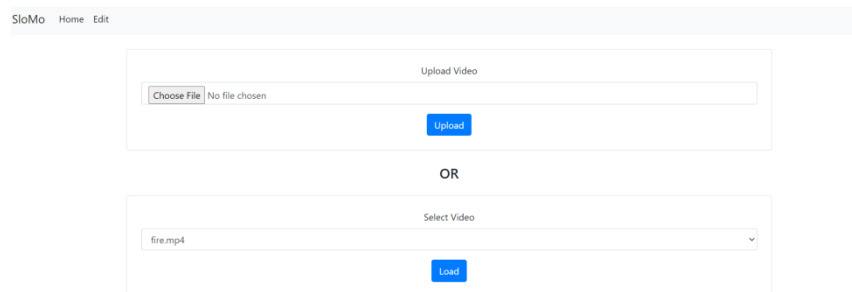 SloMo Home Edit
Upload Video
Choose File No file chosen
Upload
OR
Select Video
fire.mp4
Load